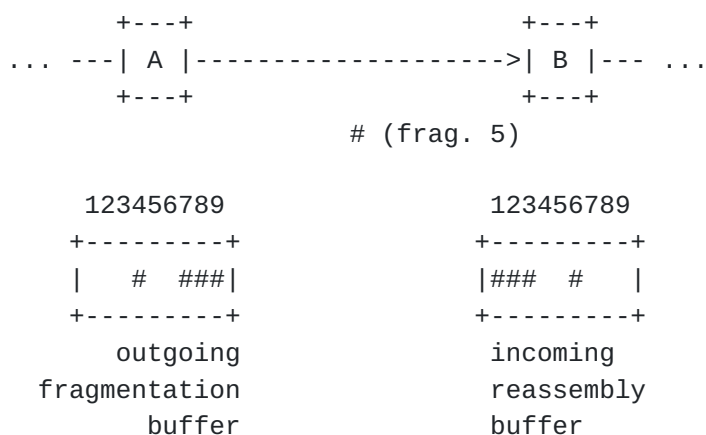 +---+                     +---+
... ---| A |-------------------->| B |--- ...
        +---+                     +---+
                       # (frag. 5)
     123456789                 123456789
    +---------+               +---------+
    |   #  ###|               |###  #   |
    +---------+               +---------+
       outgoing                incoming
  fragmentation                reassembly
         buffer                buffer